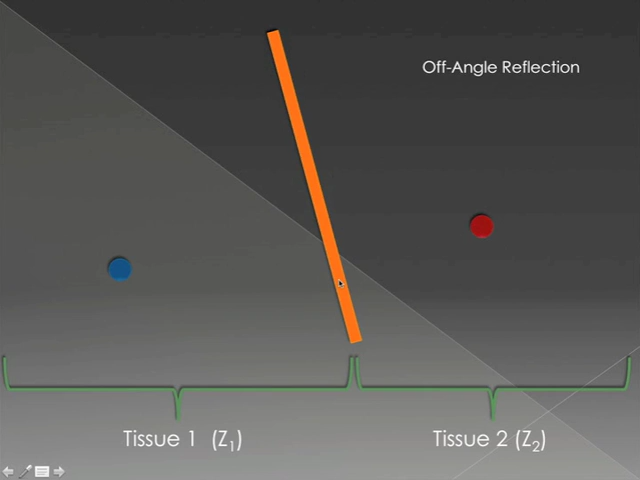 Off-Angle Reflection
Tissue 1 (Z₁)
Tissue 2 (Z₂)